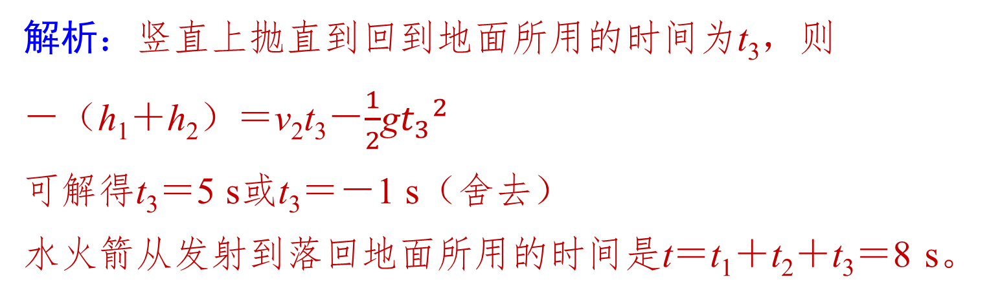 解析：竖直上抛直到回到地面所用的时间为t₃，则
－（h₁＋h₂）＝v₂t₃－½gt₃²
可解得t₃＝5 s或t₃＝－1 s（舍去）
水火箭从发射到落回地面所用的时间是t＝t₁＋t₂＋t₃＝8 s。